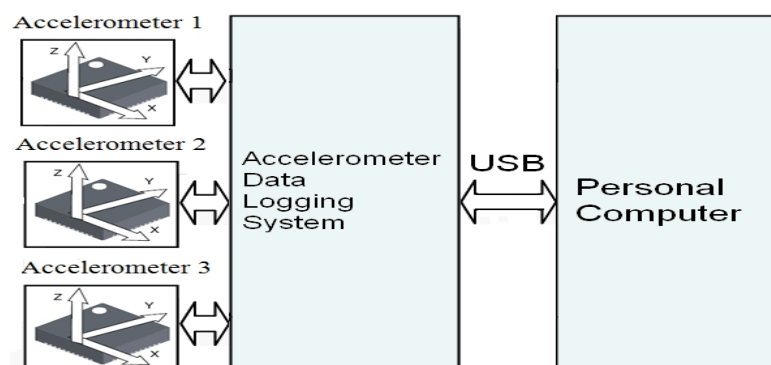 Accelerometer 1
Z
Y
X
Accelerometer 2
Z
Y
X
Accelerometer 3
Z
Y
X
Accelerometer
Data
Logging
System
USB
Personal
Computer